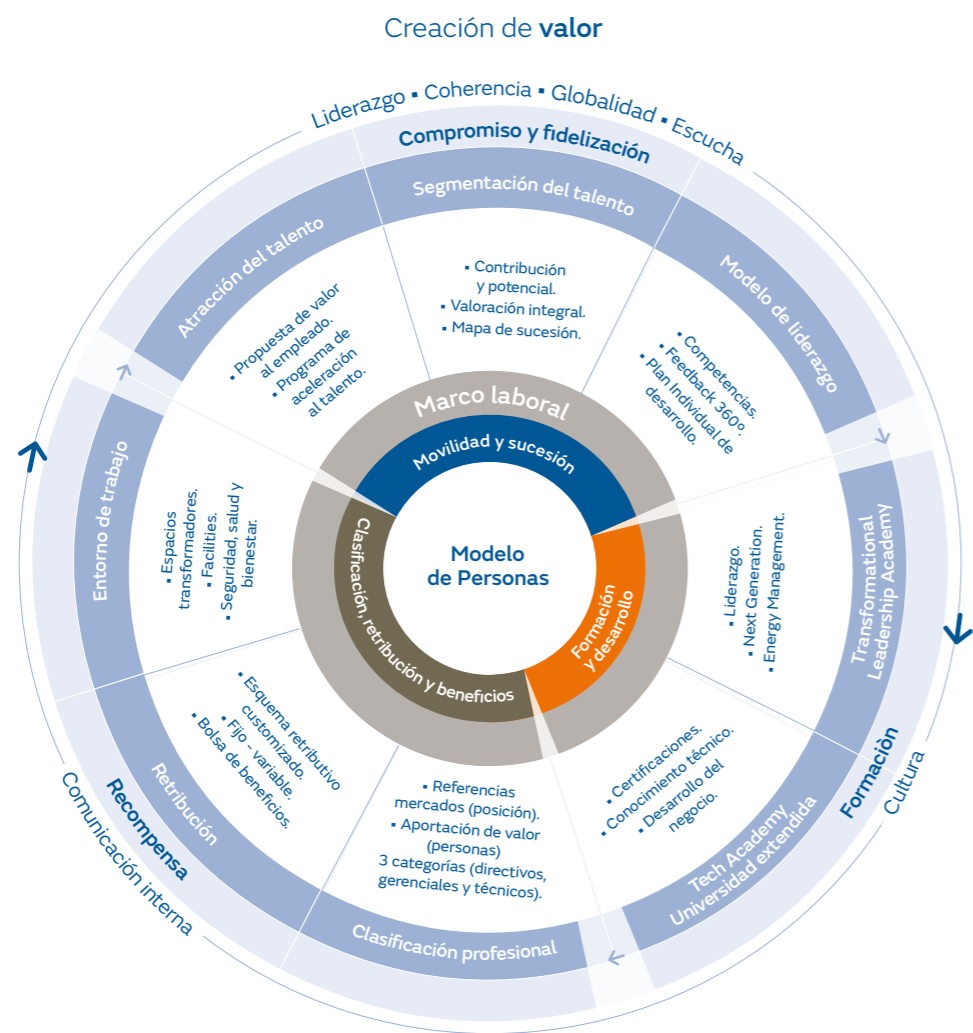 Creación de valor
Liderazgo ▪ Coherencia ▪ Globalidad ▪ Escucha
Compromiso y fidelización
Segmentación del talento
▪ Contribución
y potencial.
▪ Valoración integral.
▪ Mapa de sucesión.
Modelo de liderazgo
▪ Competencias.
▪ Feedback 360º.
▪ Plan Individual de
desarrollo.
Transformational
Leadership Academy
▪ Liderazgo.
▪ Next Generation.
▪ Energy Management.
Formaciòn
Cultura
Tech Academy
Universidad extendida
▪ Certificaciones.
▪ Conocimiento técnico.
▪ Desarrollo del
negocio.
Clasificación profesional
▪ Referencias
mercados (posición).
▪ Aportación de valor
(personas)
3 categorías (directivos,
gerenciales y técnicos).
Retribución
▪ Esquema retributivo
customizado.
▪ Fijo - variable.
▪ Bolsa de beneficios.
Recompensa
Comunicación interna
Entorno de trabajo
▪ Espacios
transformadores.
▪ Facilities.
▪ Seguridad, salud y
bienestar.
Atracción del talento
▪ Propuesta de valor
al empleado.
▪ Programa de
aceleración
al talento.
Marco laboral
Movilidad y sucesión
Formación
y desarrollo
Clasificación, retribución y beneficios
Modelo
de Personas